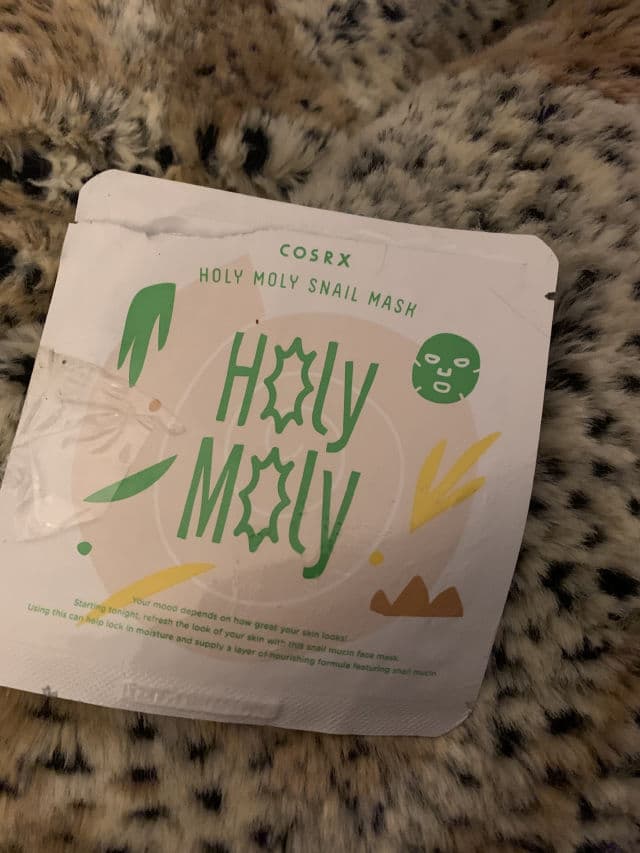 COSRX
HOLY MOLY SNAIL MASK
Holy
Moly
Your mood depends on how great your skin looks!
Starting tonight, refresh the look of your skin with this snail mucin face mask.
Using this can help lock in moisture and supply a layer of nourishing formula featuring snail mucin